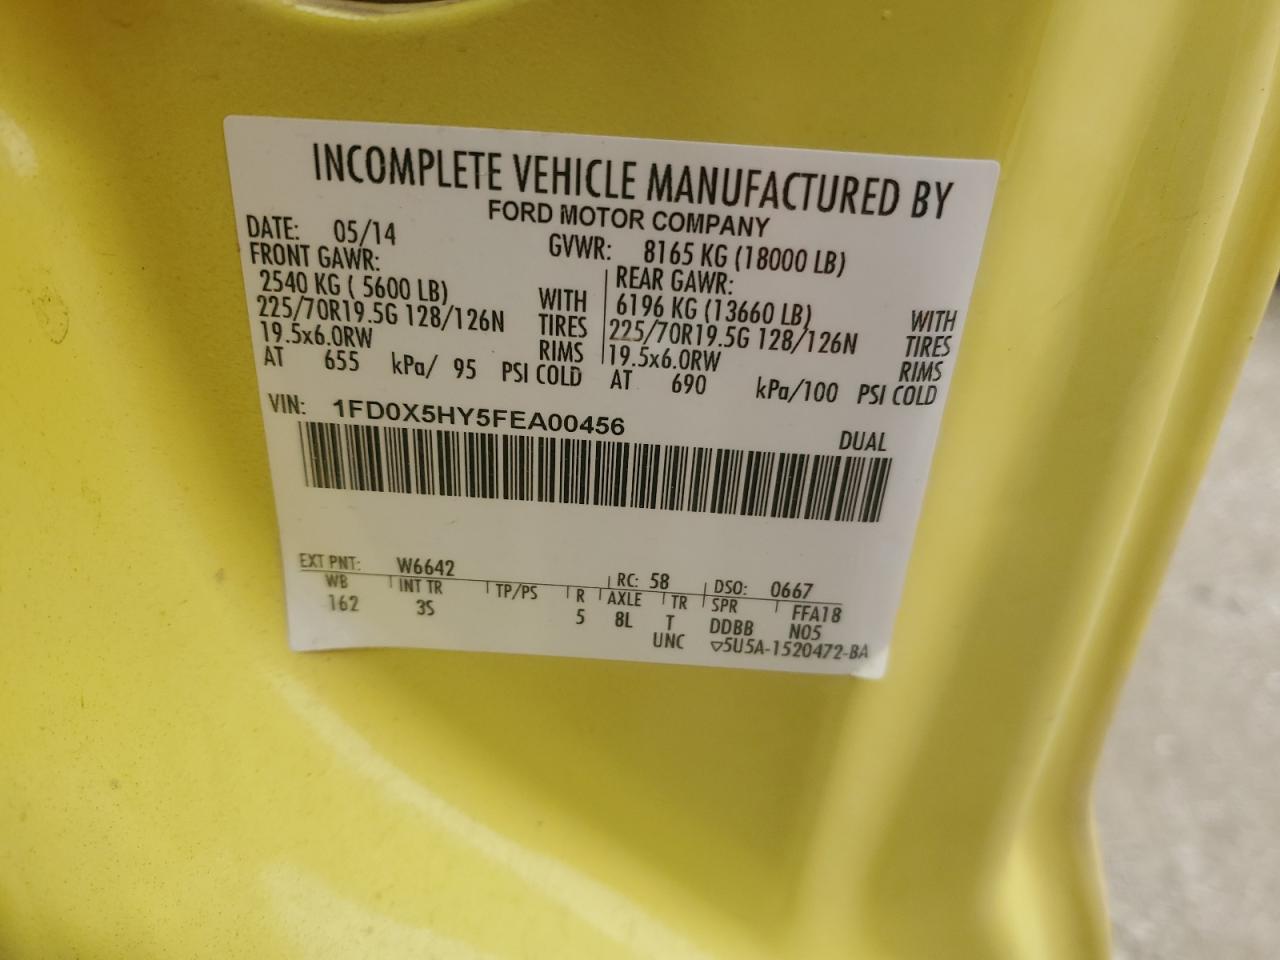 INCOMPLETE VEHICLE MANUFACTURED BY
FORD MOTOR COMPANY
DATE: 05/14 GVWR: 8165 KG (18000 LB)
FRONT GAWR: REAR GAWR:
2540 KG ( 5600 LB) WITH 6196 KG (13660 LB) WITH
225/70R19.5G 128/126N TIRES 225/70R19.5G 128/126N TIRES
19.5x6.0RW RIMS 19.5x6.0RW RIMS
AT 655 kPa/ 95 PSI COLD AT 690 kPa/100 PSI COLD
VIN: 1FD0X5HY5FEA00456
DUAL
EXT PNT: W6642 RC: 58 DSO: 0667
WB INT TR TP/PS R AXLE TR SPR FFA18
162 3S 5 8L T DDBB N05
UNC ▽5U5A-1520472-BA